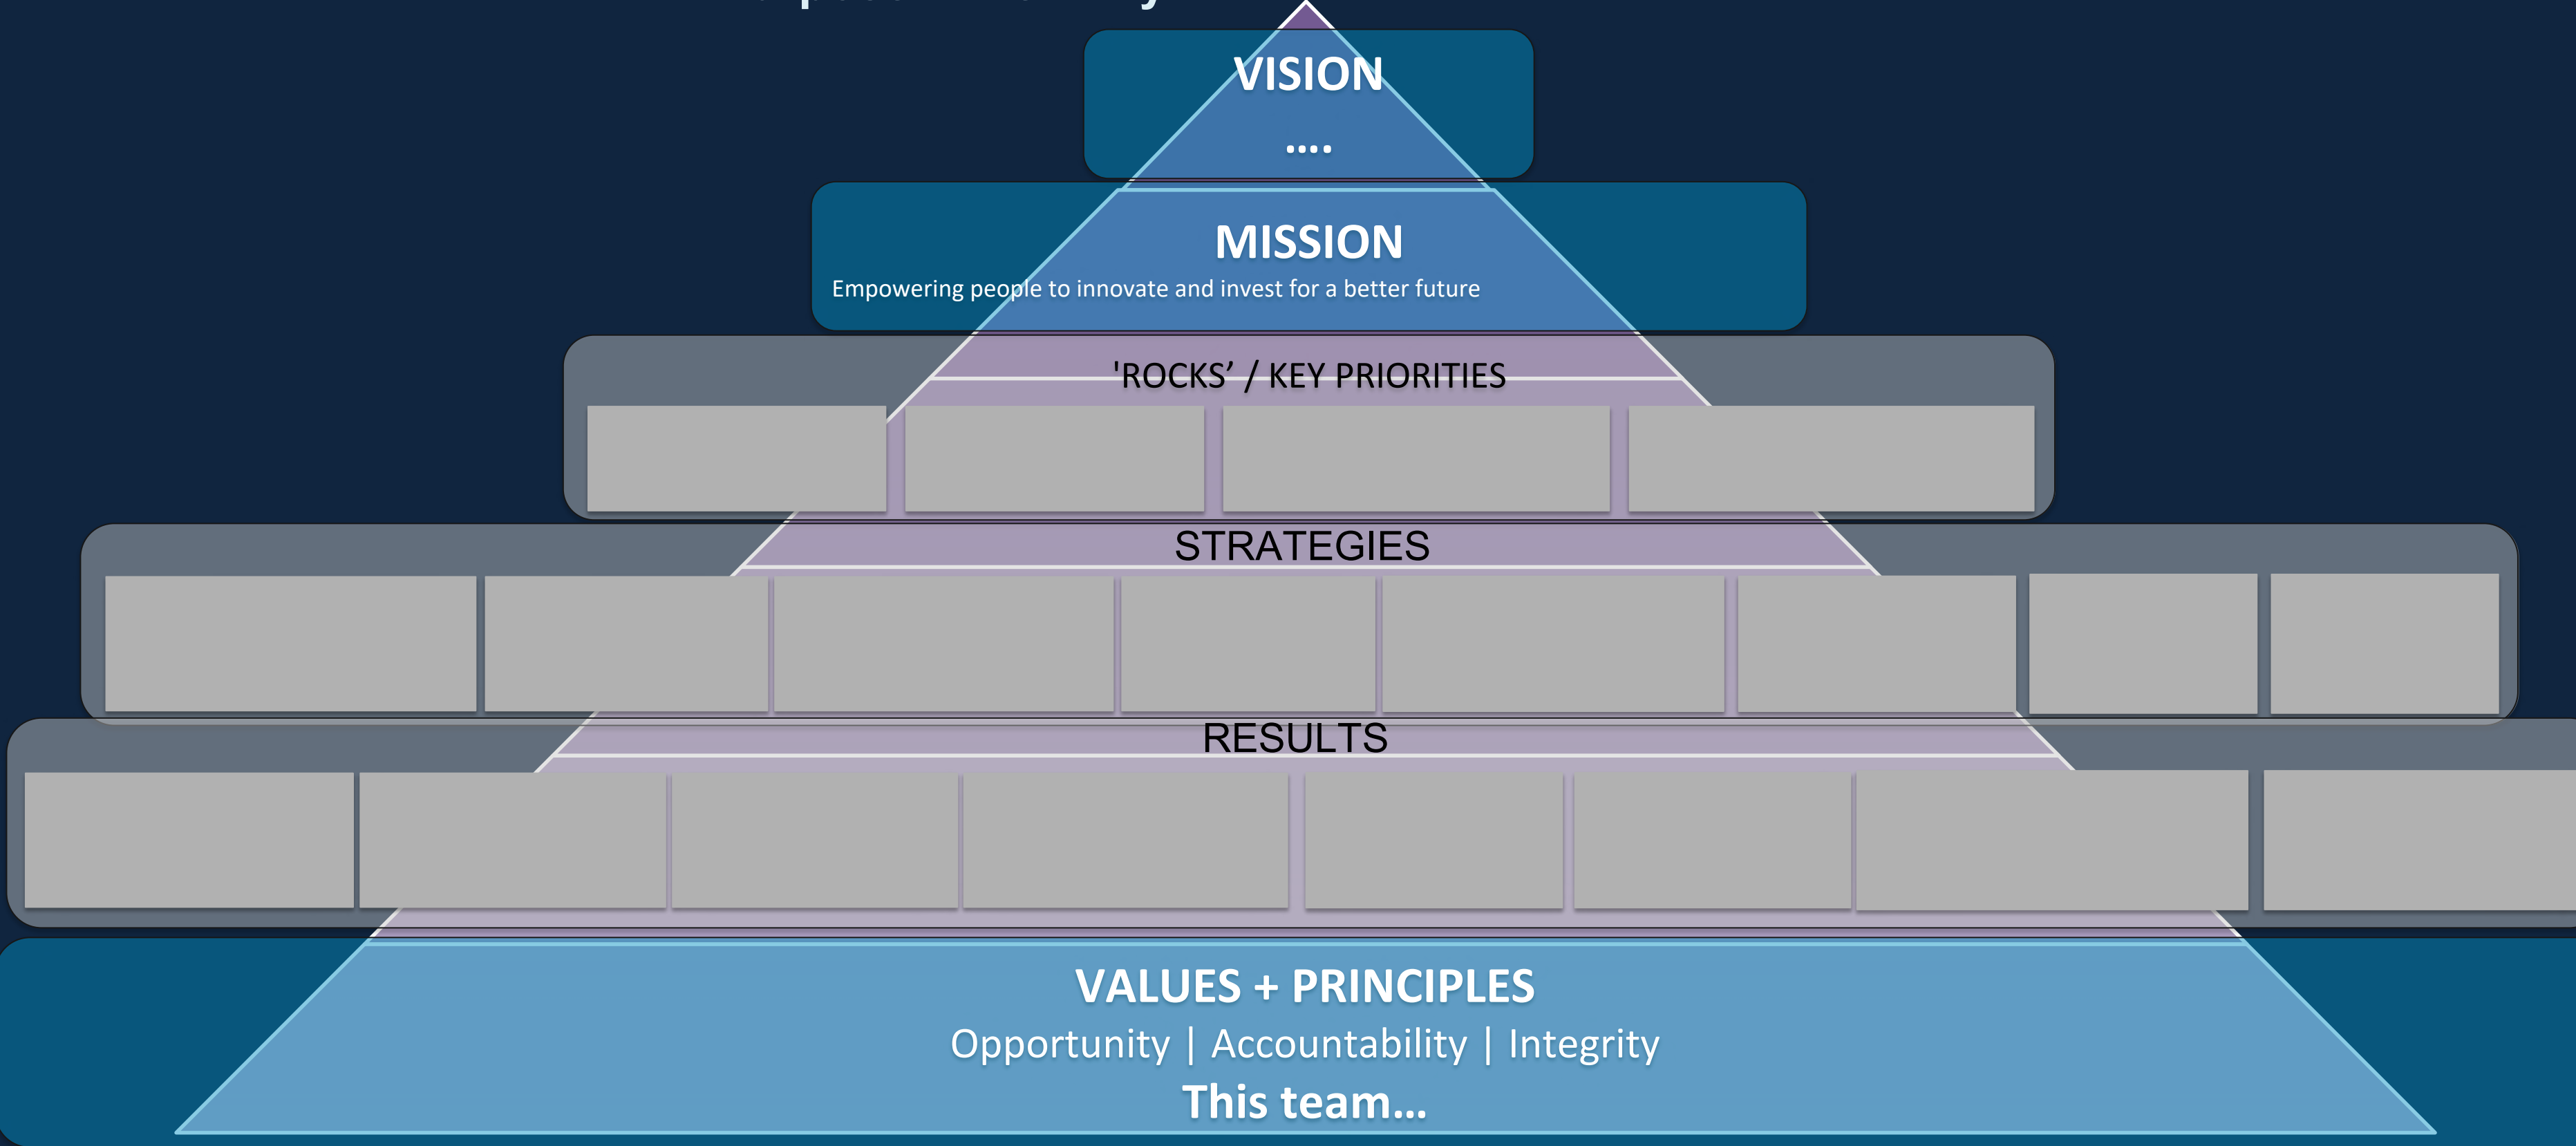 VISION
….
MISSION
Empowering people to innovate and invest for a better future
'ROCKS’ / KEY PRIORITIES
STRATEGIES
RESULTS
VALUES + PRINCIPLES
Opportunity | Accountability | Integrity
This team…